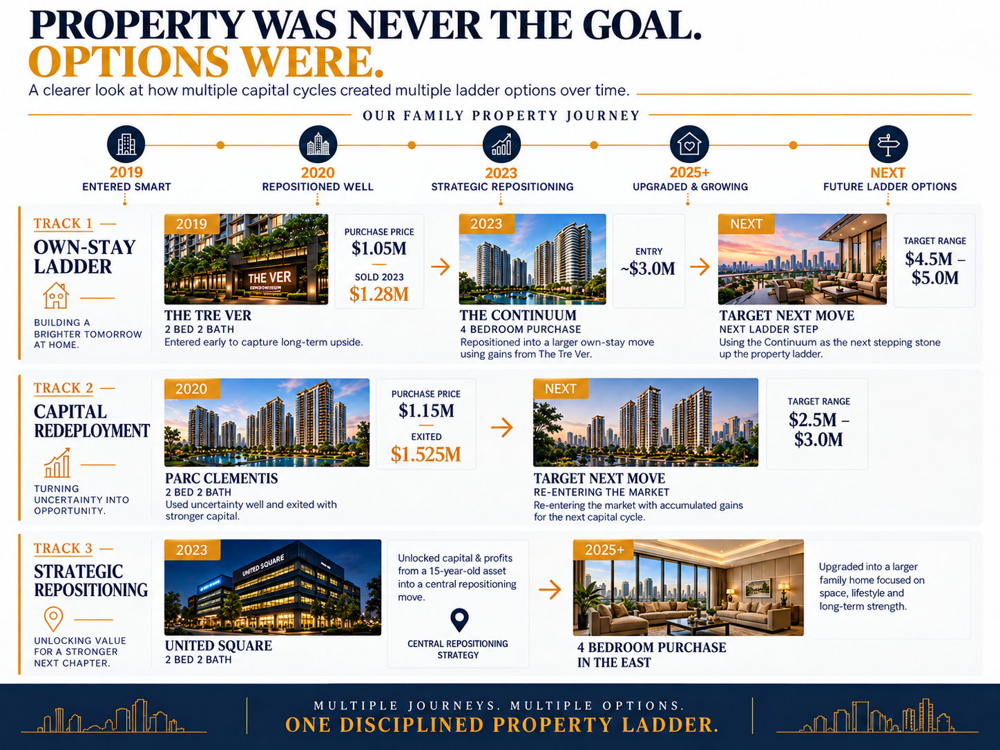 PROPERTY WAS NEVER THE GOAL.
OPTIONS WERE.
A clearer look at how multiple capital cycles created multiple ladder options over time.
OUR FAMILY PROPERTY JOURNEY
2019
ENTERED SMART
2020
REPOSITIONED WELL
2023
STRATEGIC REPOSITIONING
2025+
UPGRADED & GROWING
NEXT
FUTURE LADDER OPTIONS
TRACK 1
OWN-STAY
LADDER
BUILDING A
BRIGHTER TOMORROW
AT HOME.
2019
THE VER
CONDOMINIUM
PURCHASE PRICE
$1.05M
SOLD 2023
$1.28M
THE TRE VER
2 BED 2 BATH
Entered early to capture long-term upside.
2023
ENTRY
~$3.0M
THE CONTINUUM
4 BEDROOM PURCHASE
Repositioned into a larger own-stay move
using gains from The Tre Ver.
NEXT
TARGET RANGE
$4.5M –
$5.0M
TARGET NEXT MOVE
NEXT LADDER STEP
Using the Continuum as the next stepping stone
up the property ladder.
TRACK 2
CAPITAL
REDEPLOYMENT
TURNING
UNCERTAINTY INTO
OPPORTUNITY.
2020
PURCHASE PRICE
$1.15M
EXITED
$1.525M
PARC CLEMENTIS
2 BED 2 BATH
Used uncertainty well and exited with
stronger capital.
NEXT
TARGET RANGE
$2.5M –
$3.0M
TARGET NEXT MOVE
RE-ENTERING THE MARKET
Re-entering the market with accumulated gains
for the next capital cycle.
TRACK 3
STRATEGIC
REPOSITIONING
UNLOCKING VALUE
FOR A STRONGER
NEXT CHAPTER.
2023
UNITED SQUARE
UNITED SQUARE
2 BED 2 BATH
Unlocked capital & profits
from a 15-year-old asset
into a central repositioning
move.
CENTRAL REPOSITIONING
STRATEGY
2025+
4 BEDROOM PURCHASE
IN THE EAST
Upgraded into a larger
family home focused on
space, lifestyle and
long-term strength.
MULTIPLE JOURNEYS. MULTIPLE OPTIONS.
ONE DISCIPLINED PROPERTY LADDER.